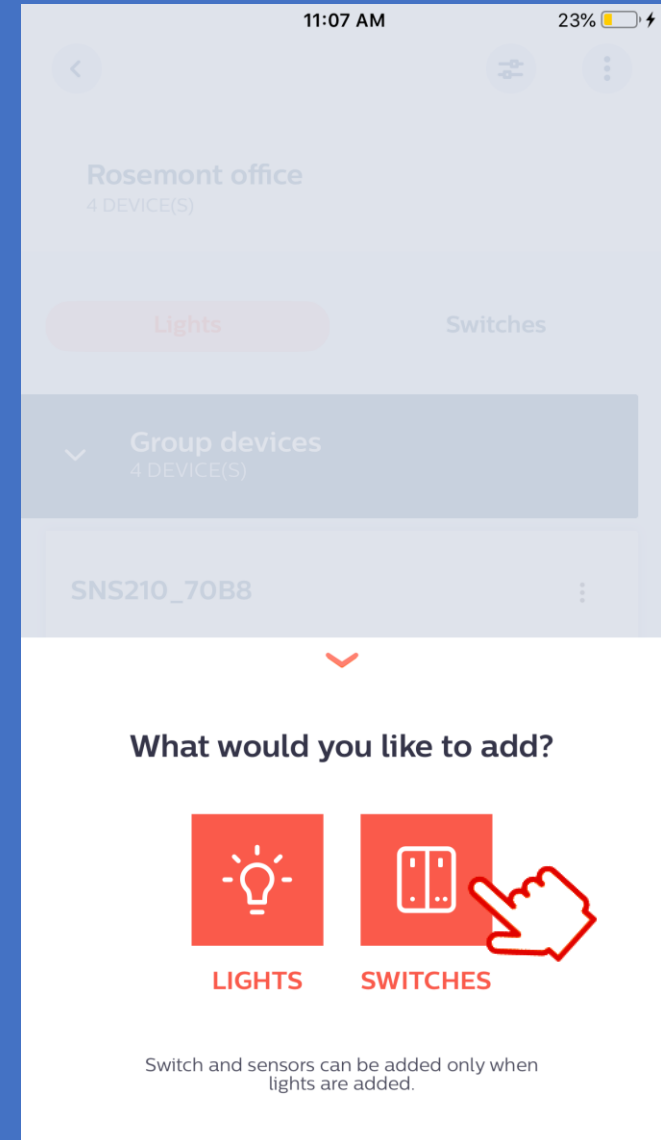 11:07 AM 23%
Rosemont office
4 DEVICE(S)
Lights Switches
Group devices
4 DEVICE(S)
SNS210_70B8
What would you like to add?
LIGHTS SWITCHES
Switch and sensors can be added only when
lights are added.